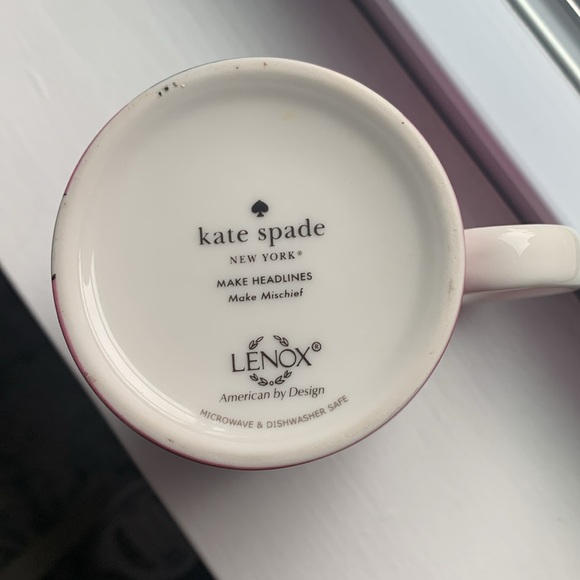 kate spade
NEW YORK®
MAKE HEADLINES
Make Mischief
LENOX®
American by Design
MICROWAVE & DISHWASHER SAFE